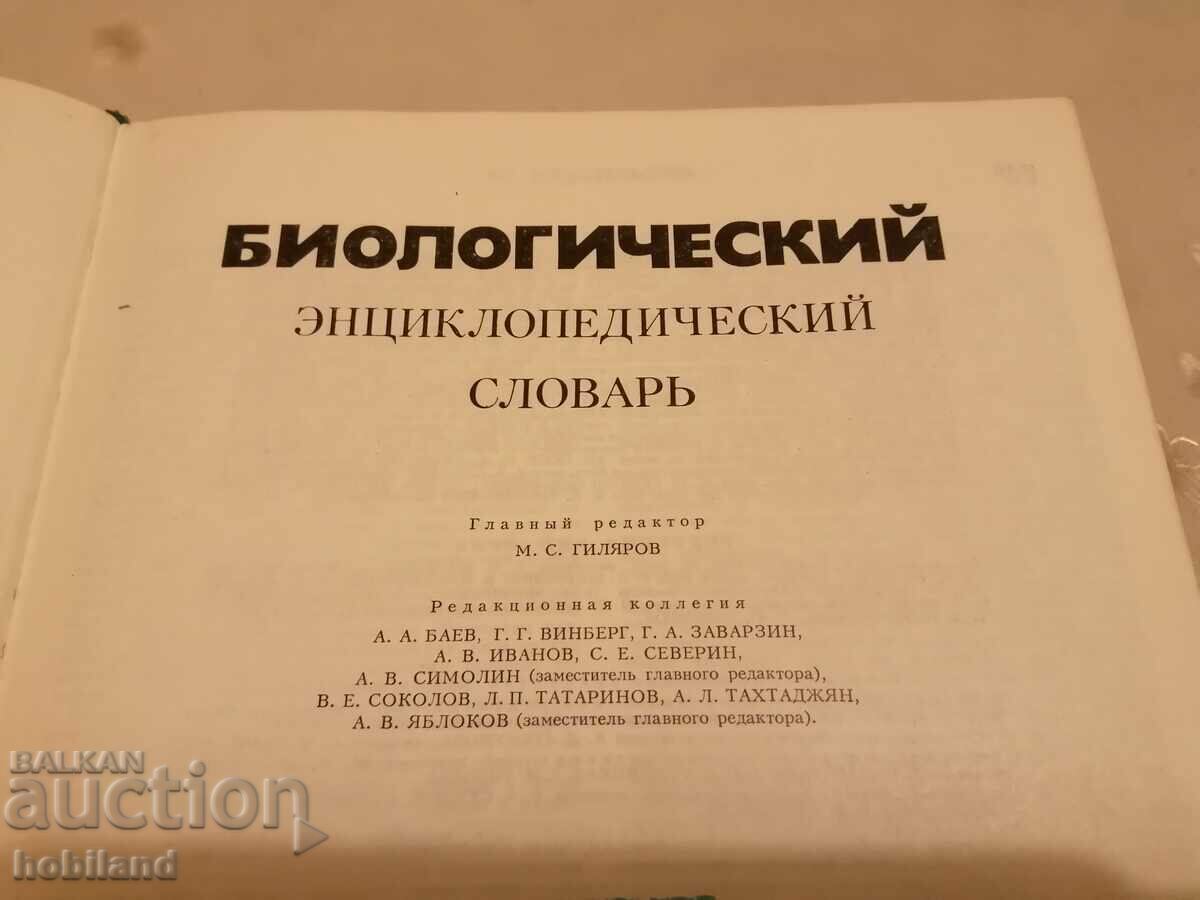 БИОЛОГИЧЕСКИЙ
ЭНЦИКЛОПЕДИЧЕСКИЙ
СЛОВАРЬ
Главный редактор
М. С. ГИЛЯРОВ
Редакционная коллегия
А. А. БАЕВ, Г. Г. ВИНБЕРГ, Г. А. ЗАВАРЗИН,
А. В. ИВАНОВ, С. Е. СЕВЕРИН,
А. В. СИМОЛИН (заместитель главного редактора),
В. Е. СОКОЛОВ, Л. П. ТАТАРИНОВ, А. Л. ТАХТАДЖЯН,
А. В. ЯБЛОКОВ (заместитель главного редактора).
BALKAN
auction
hobiland